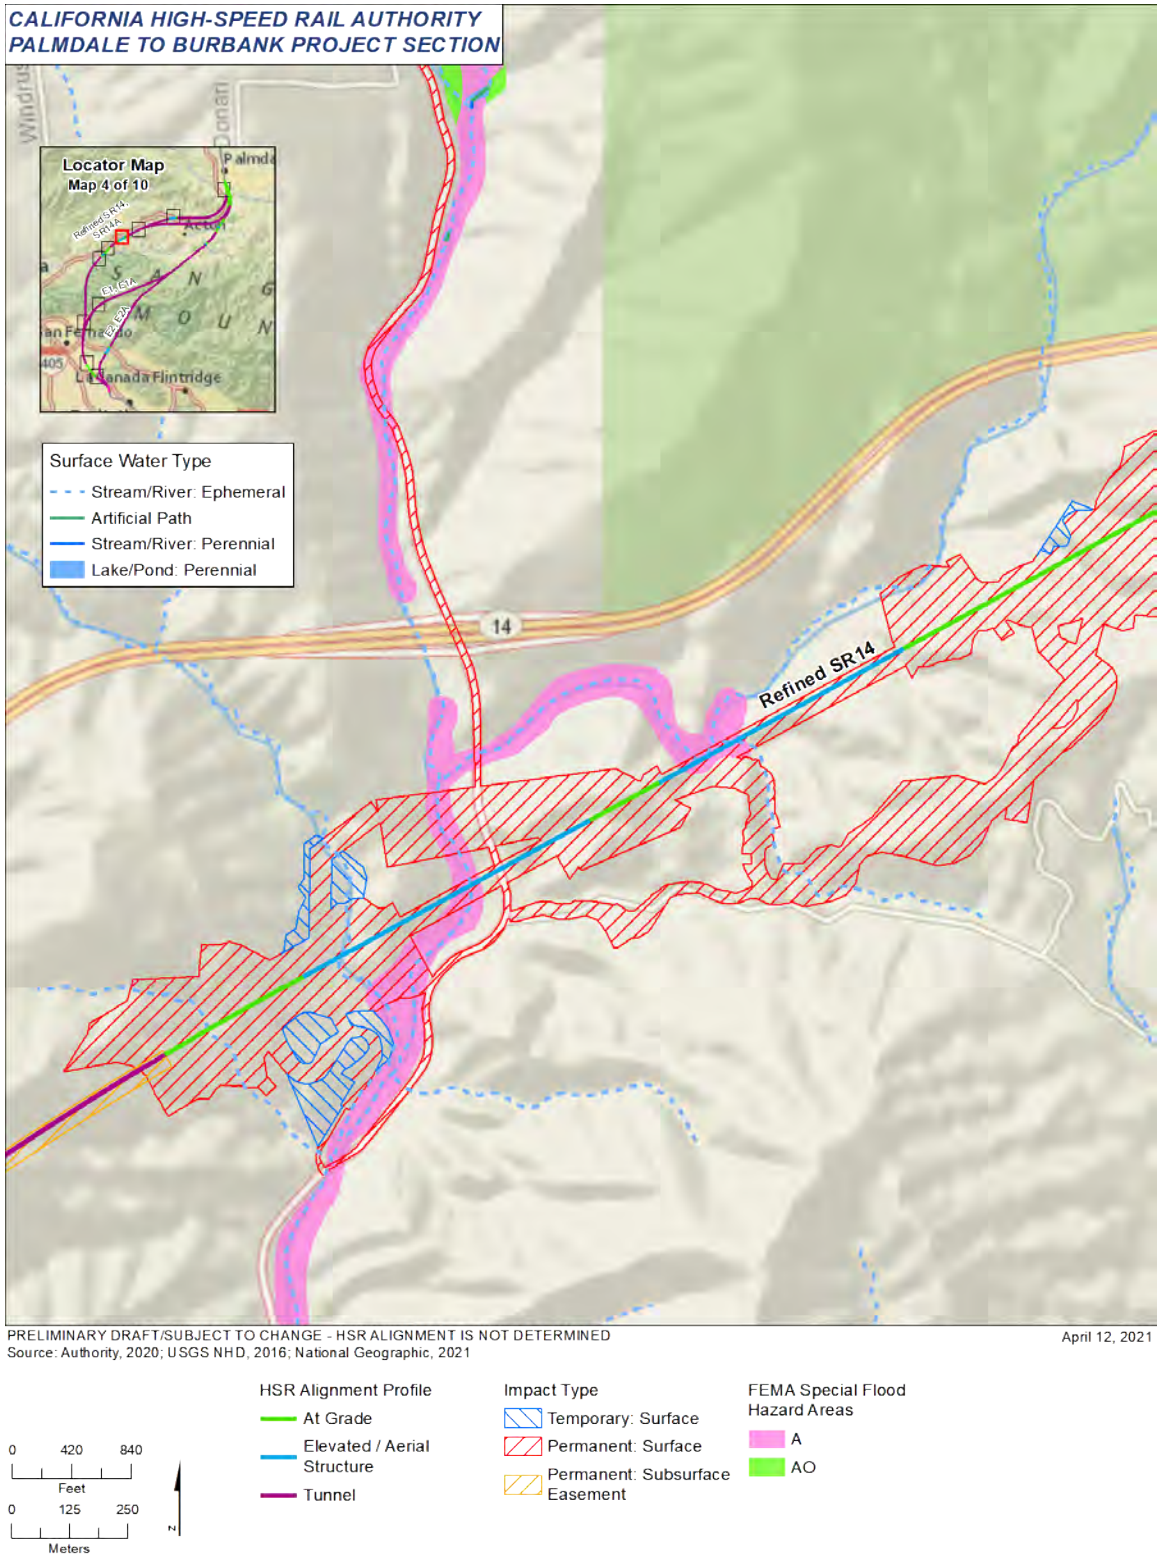 CALIFORNIA HIGH-SPEED RAIL AUTHORITY
PALMDALE TO BURBANK PROJECT SECTION
Windrus
Donan
Locator Map
Map 4 of 10
Palmda
Refined SR14,
SR14A
Acton
a
S A N
G
E1, E1A
M O U N
E2, E2A
an Fernando
405
La Canada Flintridge
Surface Water Type
Stream/River: Ephemeral
Artificial Path
Stream/River: Perennial
Lake/Pond: Perennial
14
Refined SR14
PRELIMINARY DRAFT/SUBJECT TO CHANGE - HSR ALIGNMENT IS NOT DETERMINED
April 12, 2021
Source: Authority, 2020; USGS NHD, 2016; National Geographic, 2021
HSR Alignment Profile
At Grade
Elevated / Aerial
Structure
Tunnel
Impact Type
Temporary: Surface
Permanent: Surface
Permanent: Subsurface
Easement
FEMA Special Flood
Hazard Areas
A
AO
0 420 840
Feet
0 125 250
Meters
N